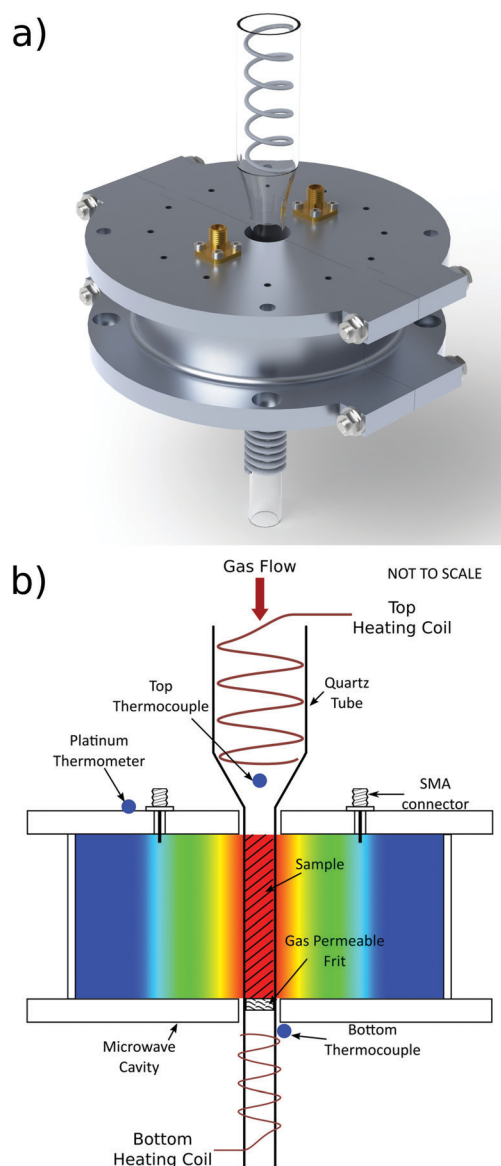 a)
b)
Gas Flow
NOT TO SCALE
Top
Heating Coil
Top
Thermocouple
Quartz
Tube
Platinum
Thermometer
SMA
connector
Sample
Gas Permeable
Frit
Microwave
Cavity
Bottom
Thermocouple
Bottom
Heating Coil